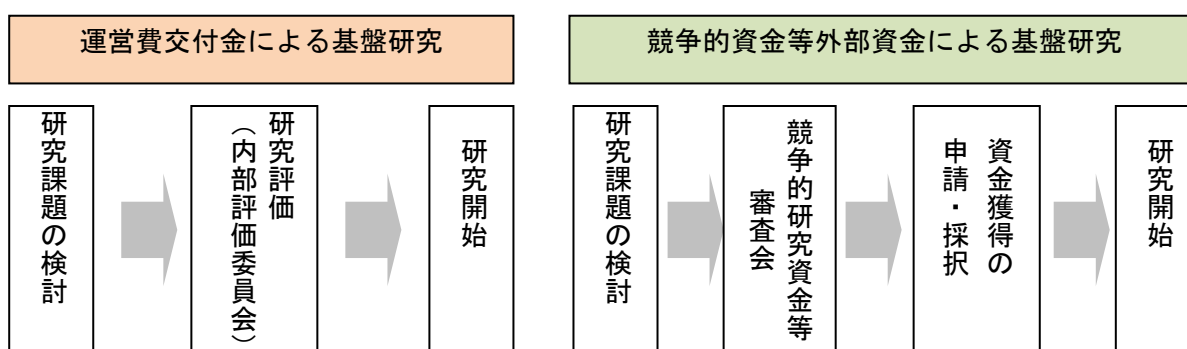 運営費交付金による基盤研究
研究課題の検討
研究評価
（内部評価委員会）
研究開始
競争的資金等外部資金による基盤研究
研究課題の検討
競争的研究資金等
審査会
資金獲得の
申請・採択
研究開始